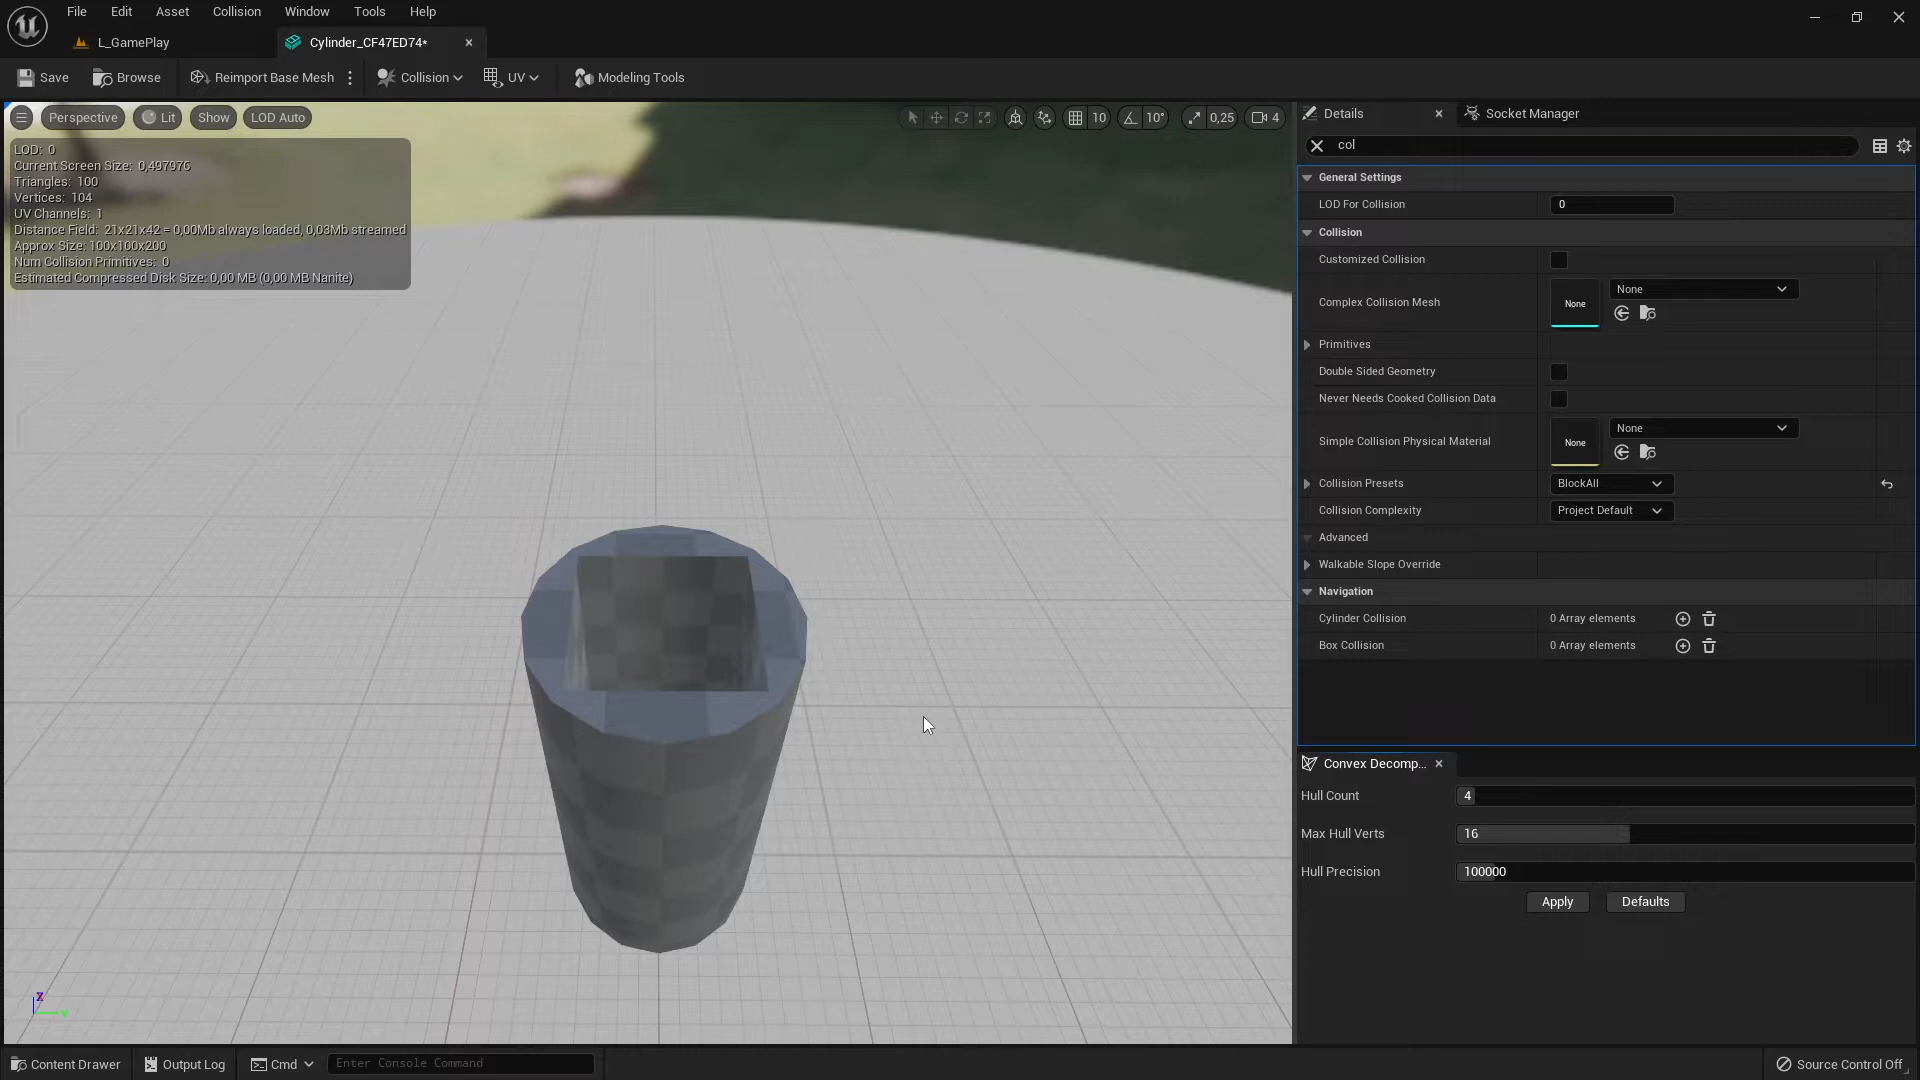 File Edit Asset Collision Window Tools Help
L_GamePlay
Cylinder_CF47ED74*
Save Browse Reimport Base Mesh Collision UV Modeling Tools
Perspective Lit Show LOD Auto
10 10° 0,25 4
LOD: 0
Current Screen Size: 0,497976
Triangles: 100
Vertices: 104
UV Channels: 1
Distance Field: 21x21x42 = 0,00Mb always loaded, 0,03Mb streamed
Approx Size: 100x100x200
Num Collision Primitives: 0
Estimated Compressed Disk Size: 0,00 MB (0,00 MB Nanite)
Z
Y
Details
Socket Manager
col
General Settings
LOD For Collision 0
Collision
Customized Collision
Complex Collision Mesh None None
Primitives
Double Sided Geometry
Never Needs Cooked Collision Data
Simple Collision Physical Material None None
Collision Presets BlockAll
Collision Complexity Project Default
Advanced
Walkable Slope Override
Navigation
Cylinder Collision 0 Array elements
Box Collision 0 Array elements
Convex Decomp...
Hull Count 4
Max Hull Verts 16
Hull Precision 100000
Apply Defaults
Content Drawer Output Log Cmd Enter Console Command Source Control Off